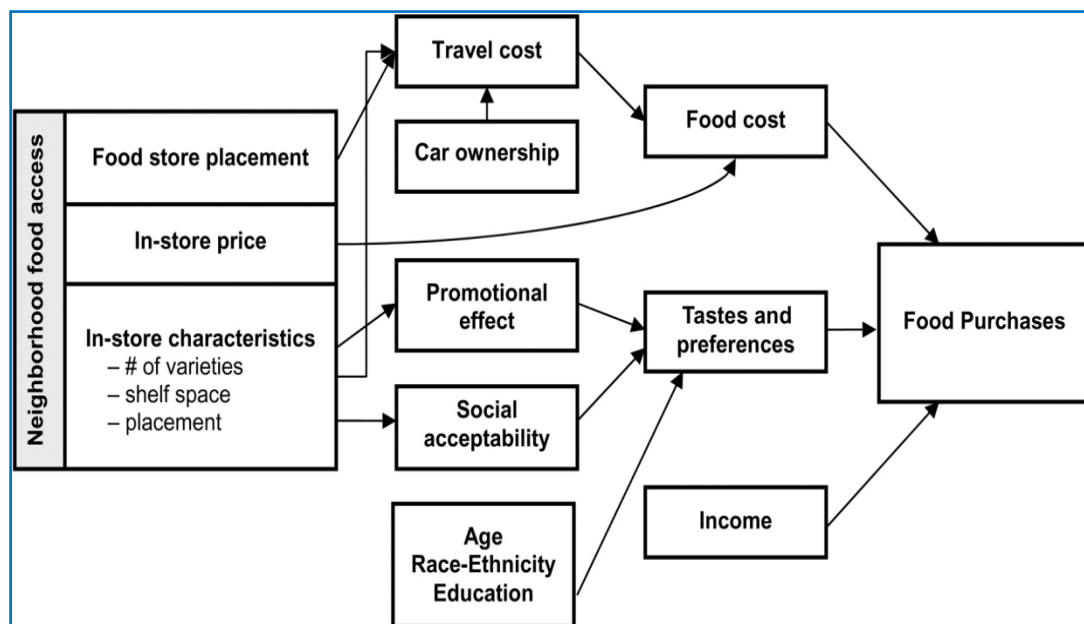 Neighborhood food access
Food store placement
In-store price
In-store characteristics
– # of varieties
– shelf space
– placement
Travel cost
Car ownership
Promotional
effect
Social
acceptability
Age
Race-Ethnicity
Education
Food cost
Tastes and
preferences
Income
Food Purchases